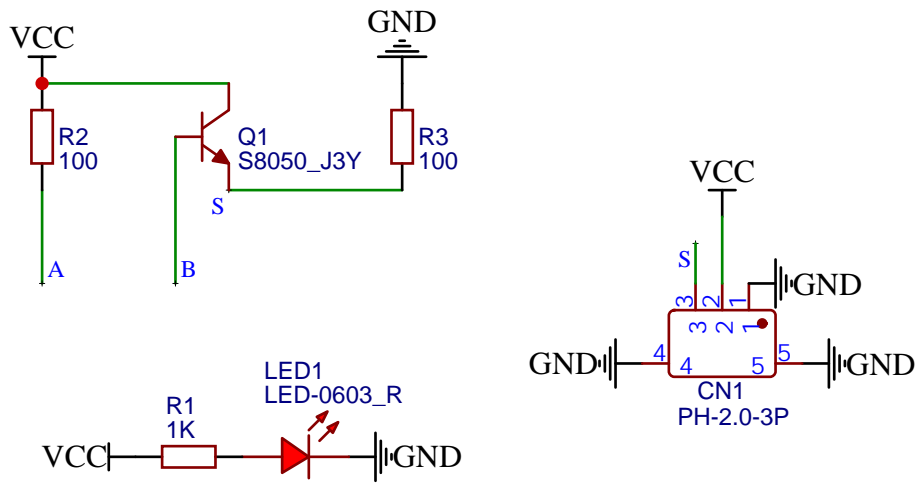 VCC
GND
R2
100
Q1
S8050_J3Y
R3
100
S
A
B
VCC
S
3
2
1
GND
3
2
1
GND
4
4
5
5
GND
CN1
PH-2.0-3P
LED1
LED-0603_R
R1
1K
VCC
GND